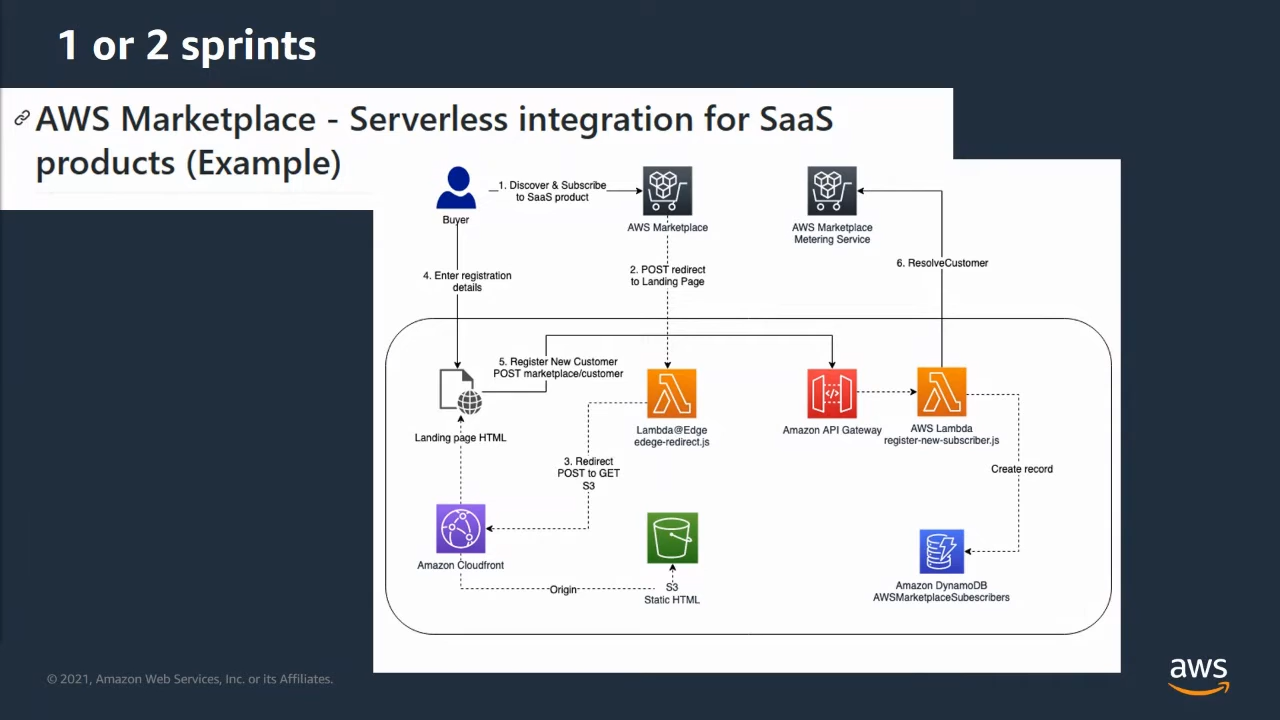 1 or 2 sprints
AWS Marketplace - Serverless integration for SaaS
products (Example)
1. Discover & Subscribe
to SaaS product
Buyer
AWS Marketplace
AWS Marketplace
Metering Service
4. Enter registration
details
2. POST redirect
to Landing Page
6. ResolveCustomer
5. Register New Customer
POST marketplace/customer
Landing page HTML
Lambda@Edge
edege-redirect.js
Amazon API Gateway
AWS Lambda
register-new-subscriber.js
3. Redirect
POST to GET
S3
Create record
Amazon Cloudfront
Origin
S3
Static HTML
Amazon DynamoDB
AWSMarketplaceSubescribers
© 2021, Amazon Web Services, Inc. or its Affiliates.
aws